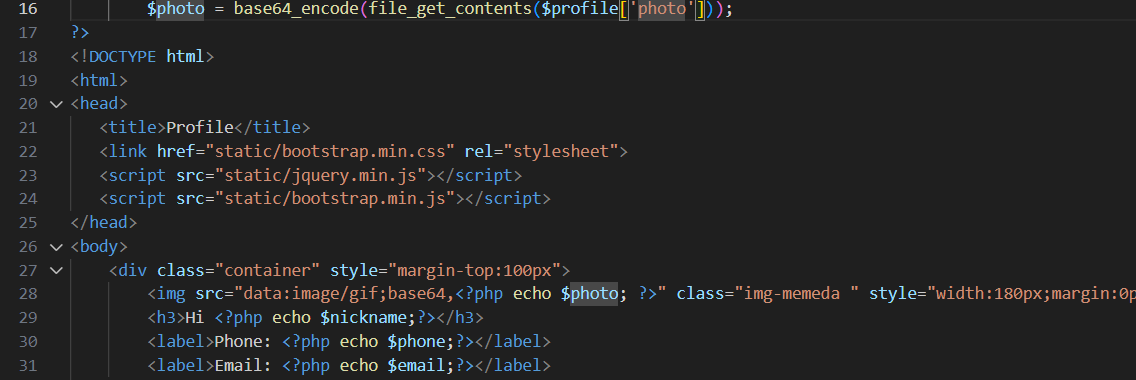 16 $photo = base64_encode(file_get_contents($profile['photo']));
17 ?>
18 <!DOCTYPE html>
19 <html>
20 <head>
21 <title>Profile</title>
22 <link href="static/bootstrap.min.css" rel="stylesheet">
23 <script src="static/jquery.min.js"></script>
24 <script src="static/bootstrap.min.js"></script>
25 </head>
26 <body>
27 <div class="container" style="margin-top:100px">
28 <img src="data:image/gif;base64,<?php echo $photo; ?>" class="img-memeda " style="width:180px;margin:0p
29 <h3>Hi <?php echo $nickname;?></h3>
30 <label>Phone: <?php echo $phone;?></label>
31 <label>Email: <?php echo $email;?></label>